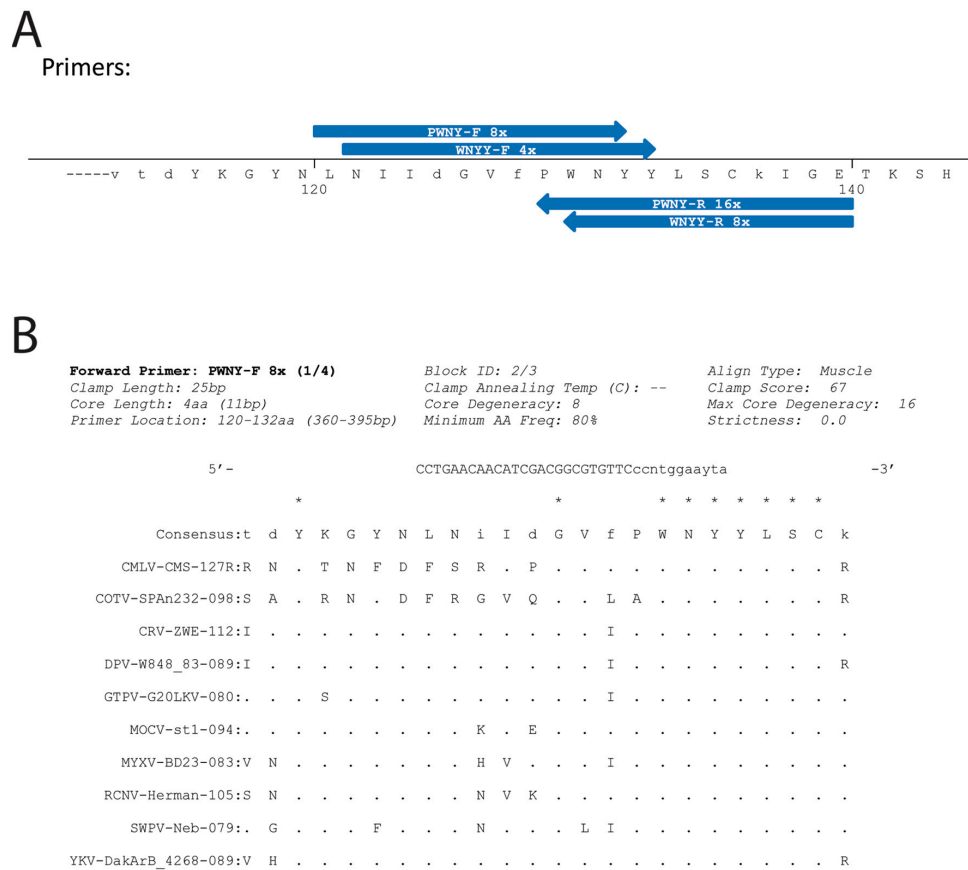 A
Primers:
PWNY-F 8x
WNYY-F 4x
-----v t d Y K G Y N L N I I d G V f P W N Y Y L S C k I G E T K S H
120 140
PWNY-R 16x
WNYY-R 8x
B
Forward Primer: PWNY-F 8x (1/4) Block ID: 2/3 Align Type: Muscle
Clamp Length: 25bp Clamp Annealing Temp (C): -- Clamp Score: 67
Core Length: 4aa (11bp) Core Degeneracy: 8 Max Core Degeneracy: 16
Primer Location: 120-132aa (360-395bp) Minimum AA Freq: 80% Strictness: 0.0
5’- CCTGAACAACATCGACGGCGTGTTCccntggaayta -3’
* * * * * * * * *
Consensus:t d Y K G Y N L N i I d G V f P W N Y Y L S C k
CMLV-CMS-127R:R N . T N F D F S R . P . . . . . . . . . . . R
COTV-SPAn232-098:S A . R N . D F R G V Q . . L A . . . . . . . R
CRV-ZWE-112:I . . . . . . . . . . . . . I . . . . . . . . .
DPV-W848_83-089:I . . . . . . . . . . . . . I . . . . . . . . R
GTPV-G20LKV-080:. . . S . . . . . . . . . . I . . . . . . . . .
MOCV-st1-094:. . . . . . . . . K . E . . . . . . . . . . . .
MYXV-BD23-083:V N . . . . . . . H V . . . I . . . . . . . . .
RCNV-Herman-105:S N . . . . . . . N V K . . . . . . . . . . . .
SWPV-Neb-079:. G . . . F . . . N . . . L I . . . . . . . . .
YKV-DakArB_4268-089:V H . . . . . . . . . . . . . . . . . . . . . R